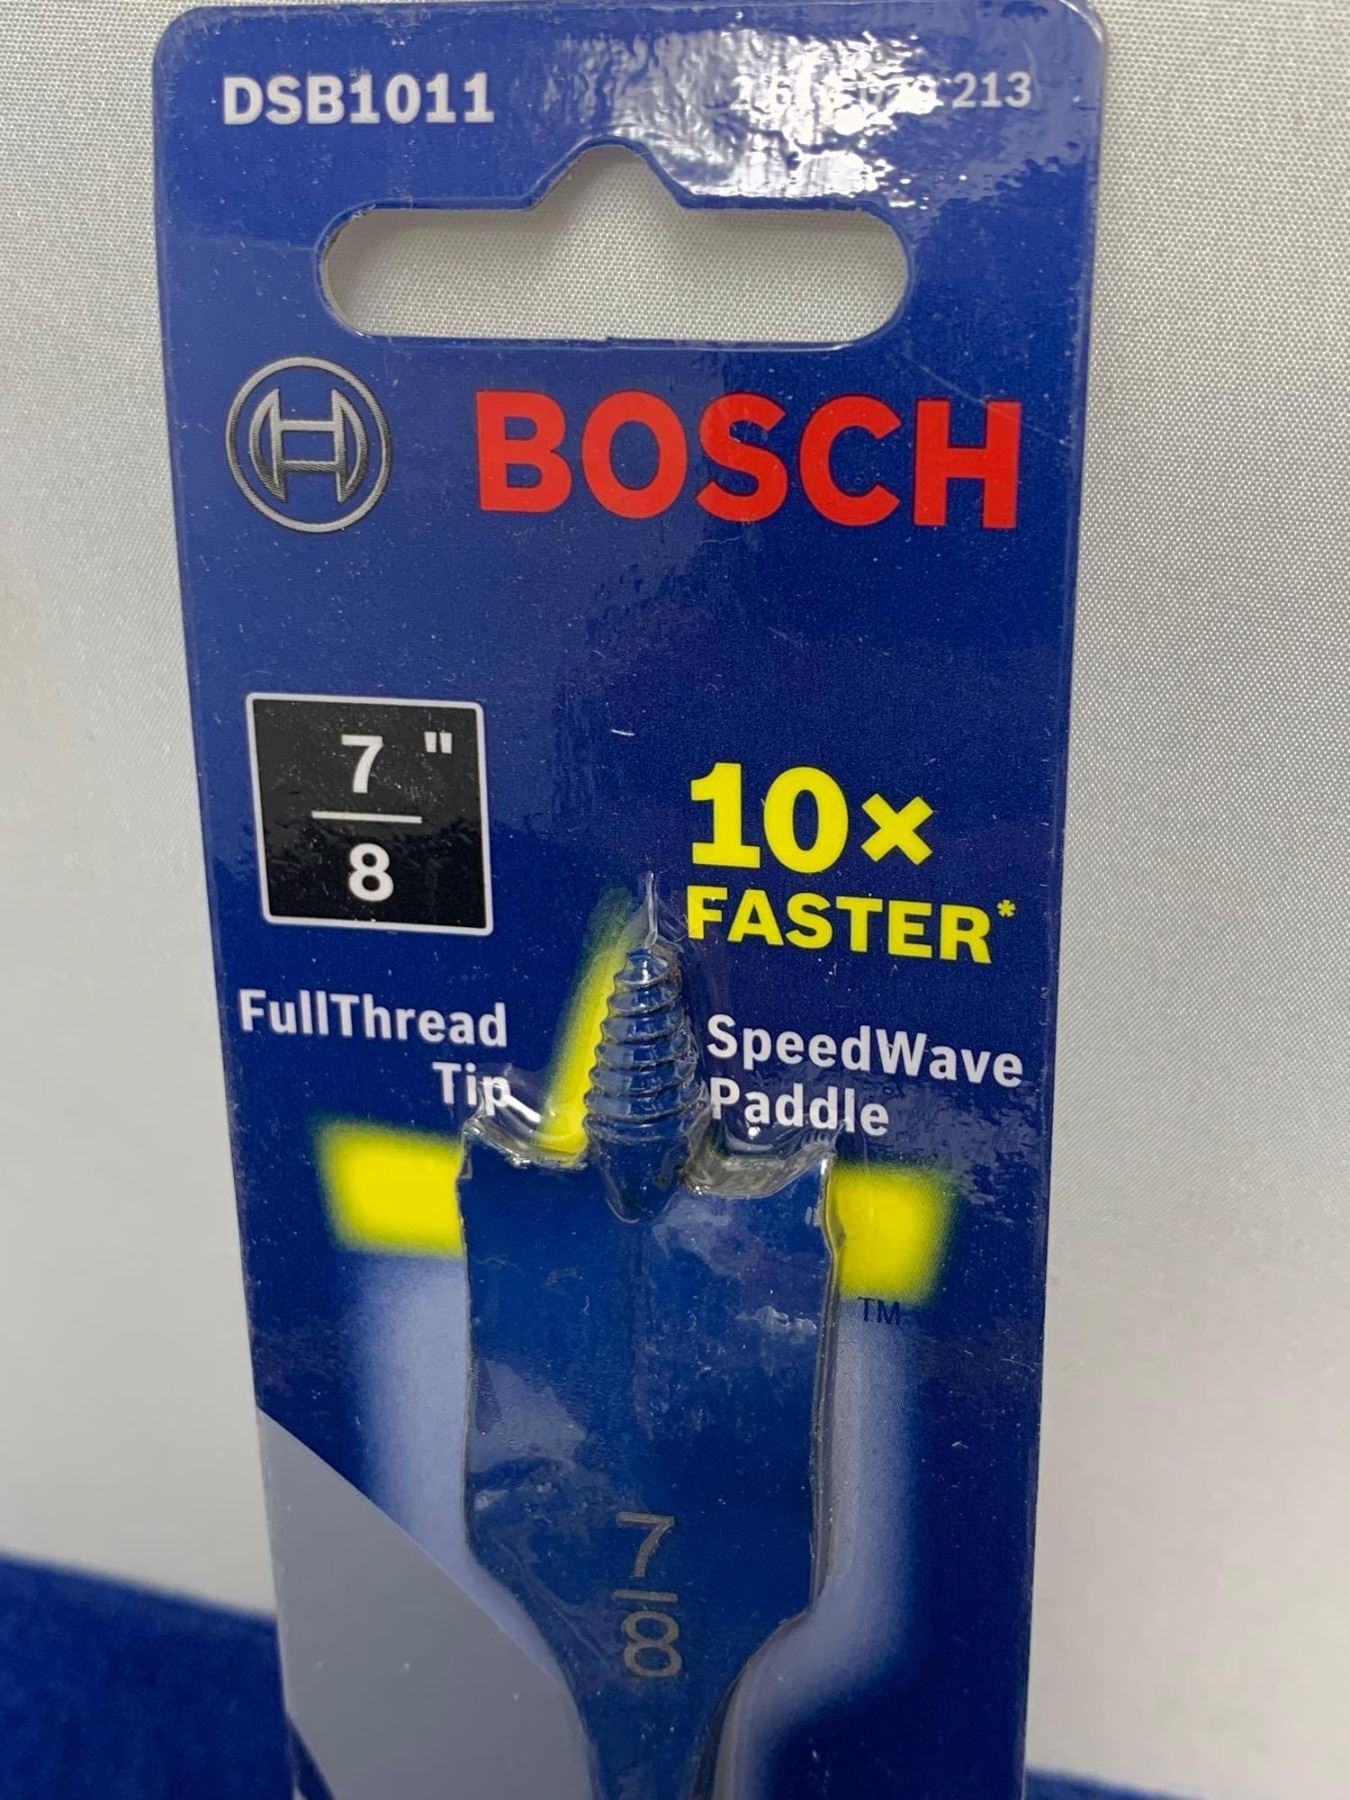 DSB1011
213
BOSCH
7"
8
10×
FASTER*
FullThread
Tip
SpeedWave
Paddle
TM
7
8